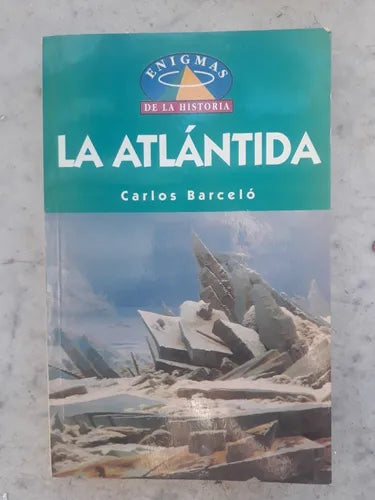 ENIGMAS
DE LA HISTORIA
LA ATLÁNTIDA
Carlos Barceló